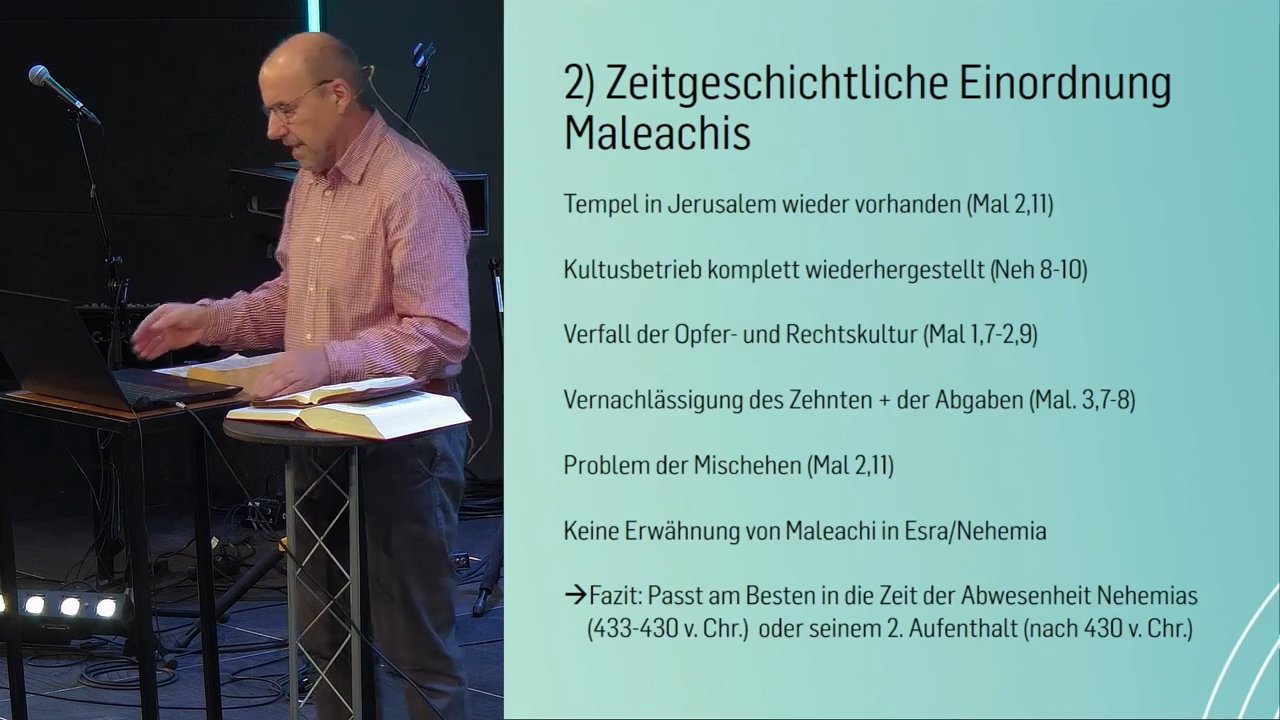 2) Zeitgeschichtliche Einordnung
Maleachis
Tempel in Jerusalem wieder vorhanden (Mal 2,11)
Kultusbetrieb komplett wiederhergestellt (Neh 8-10)
Verfall der Opfer- und Rechtskultur (Mal 1,7-2,9)
Vernachlässigung des Zehnten + der Abgaben (Mal. 3,7-8)
Problem der Mischehen (Mal 2,11)
Keine Erwähnung von Maleachi in Esra/Nehemia
→Fazit: Passt am Besten in die Zeit der Abwesenheit Nehemias
(433-430 v. Chr.) oder seinem 2. Aufenthalt (nach 430 v. Chr.)